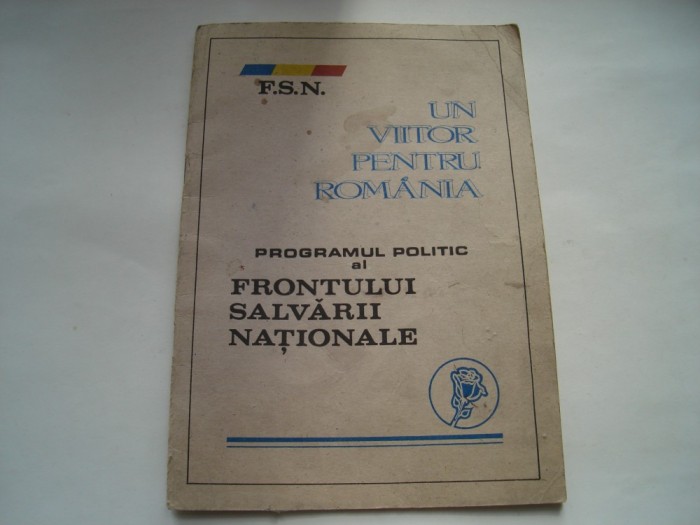 F.S.N.
UN
VIITOR
PENTRU
ROMÂNIA
PROGRAMUL POLITIC
al
FRONTULUI
SALVĂRII
NAȚIONALE